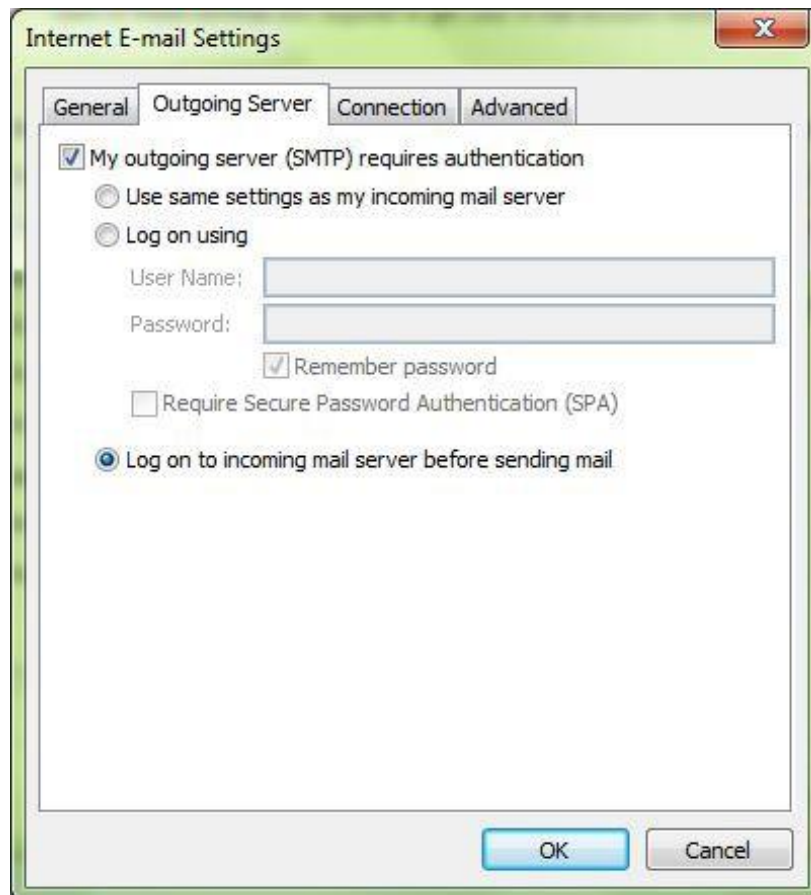 Internet E-mail Settings
General Outgoing Server Connection Advanced
My outgoing server (SMTP) requires authentication
Use same settings as my incoming mail server
Log on using
User Name:
Password:
Remember password
Require Secure Password Authentication (SPA)
Log on to incoming mail server before sending mail
OK Cancel